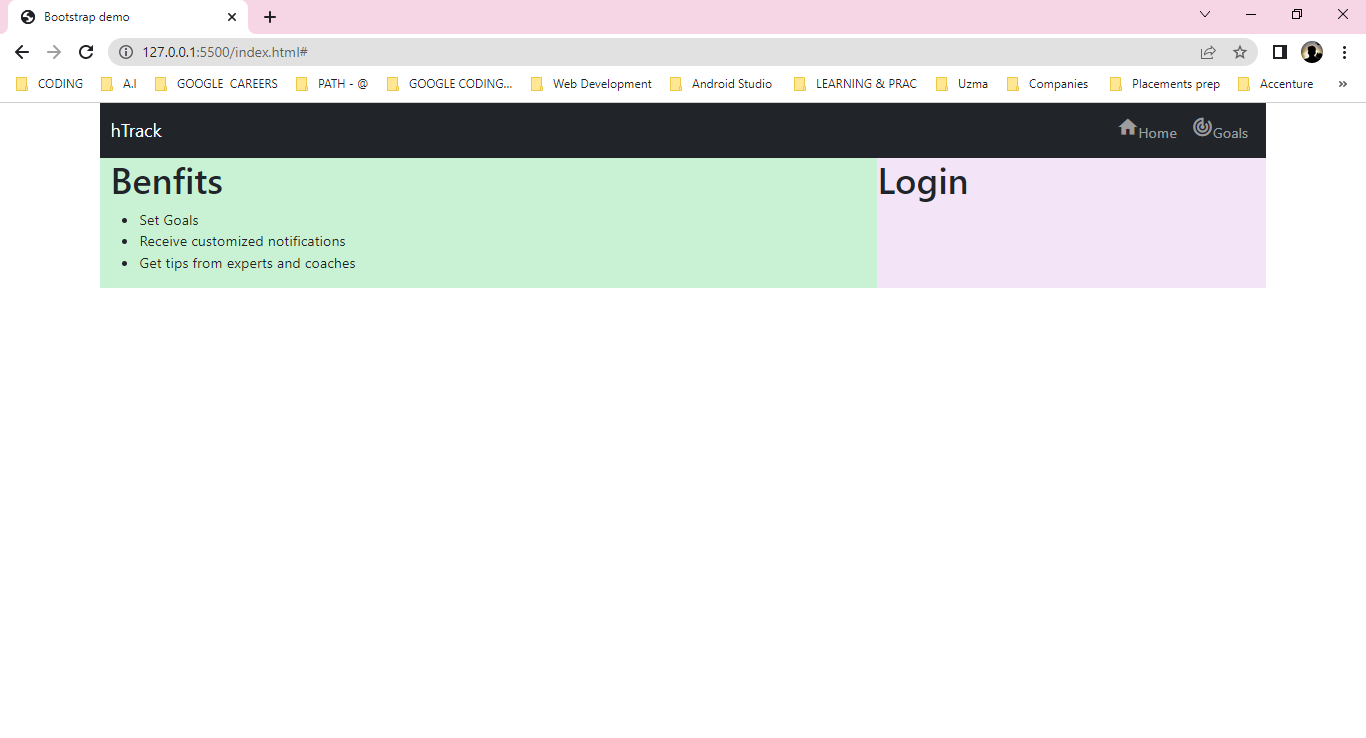 Bootstrap demo
127.0.0.1:5500/index.html#
CODING A.I GOOGLE CAREERS PATH - @ GOOGLE CODING... Web Development Android Studio LEARNING & PRAC Uzma Companies Placements prep Accenture »
hTrack Home Goals
Benfits
Set Goals
Receive customized notifications
Get tips from experts and coaches
Login